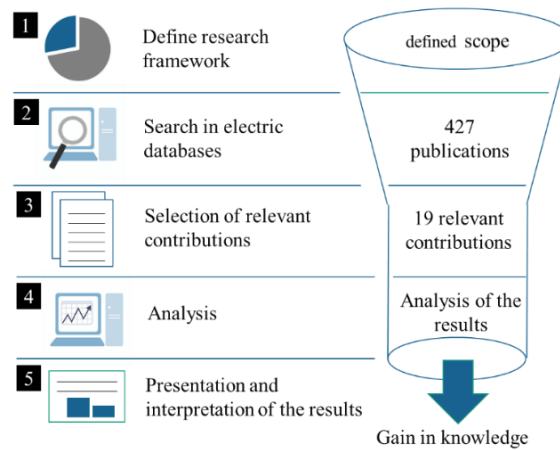 1
Define research
framework
defined scope
2
Search in electric
databases
427
publications
3
Selection of relevant
contributions
19 relevant
contributions
4
Analysis
Analysis of the
results
5
Presentation and
interpretation of the results
Gain in knowledge